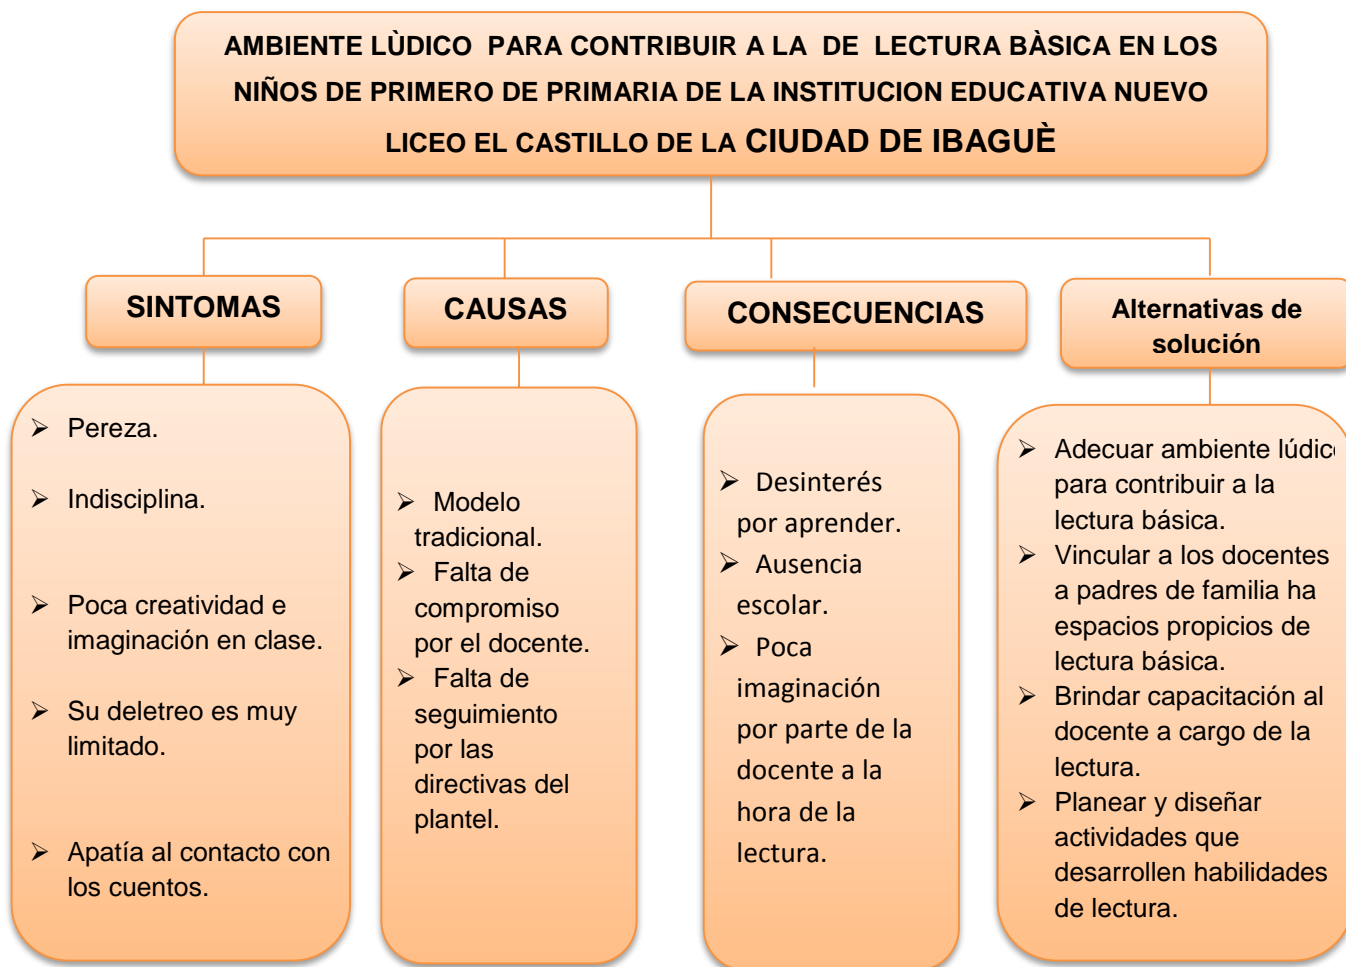 AMBIENTE LÙDICO PARA CONTRIBUIR A LA DE LECTURA BÀSICA EN LOS
NIÑOS DE PRIMERO DE PRIMARIA DE LA INSTITUCION EDUCATIVA NUEVO
LICEO EL CASTILLO DE LA CIUDAD DE IBAGUÈ
SINTOMAS
➢ Pereza.
➢ Indisciplina.
➢ Poca creatividad e
imaginación en clase.
➢ Su deletreo es muy
limitado.
➢ Apatía al contacto con
los cuentos.
CAUSAS
➢ Modelo
tradicional.
➢ Falta de
compromiso
por el docente.
➢ Falta de
seguimiento
por las
directivas del
plantel.
CONSECUENCIAS
➢ Desinterés
por aprender.
➢ Ausencia
escolar.
➢ Poca
imaginación
por parte de la
docente a la
hora de la
lectura.
Alternativas de
solución
➢ Adecuar ambiente lúdic
para contribuir a la
lectura básica.
➢ Vincular a los docentes
a padres de familia ha
espacios propicios de
lectura básica.
➢ Brindar capacitación al
docente a cargo de la
lectura.
➢ Planear y diseñar
actividades que
desarrollen habilidades
de lectura.